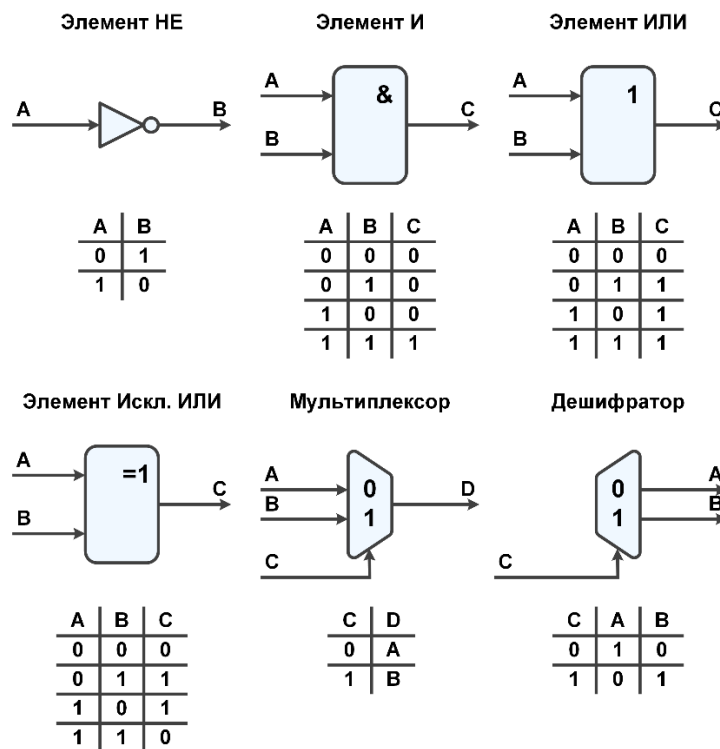 Элемент НЕ
Элемент И
Элемент ИЛИ
A
B
A
B
&
C
A
B
1
C
A B
0 1
1 0
A B C
0 0 0
0 1 0
1 0 0
1 1 1
A B C
0 0 0
0 1 1
1 0 1
1 1 1
Элемент Искл. ИЛИ
Мультиплексор
Дешифратор
A
B
=1
C
A
B
C
0
1
D
C
0
1
A
B
A B C
0 0 0
0 1 1
1 0 1
1 1 0
C D
0 A
1 B
C A B
0 1 0
1 0 1